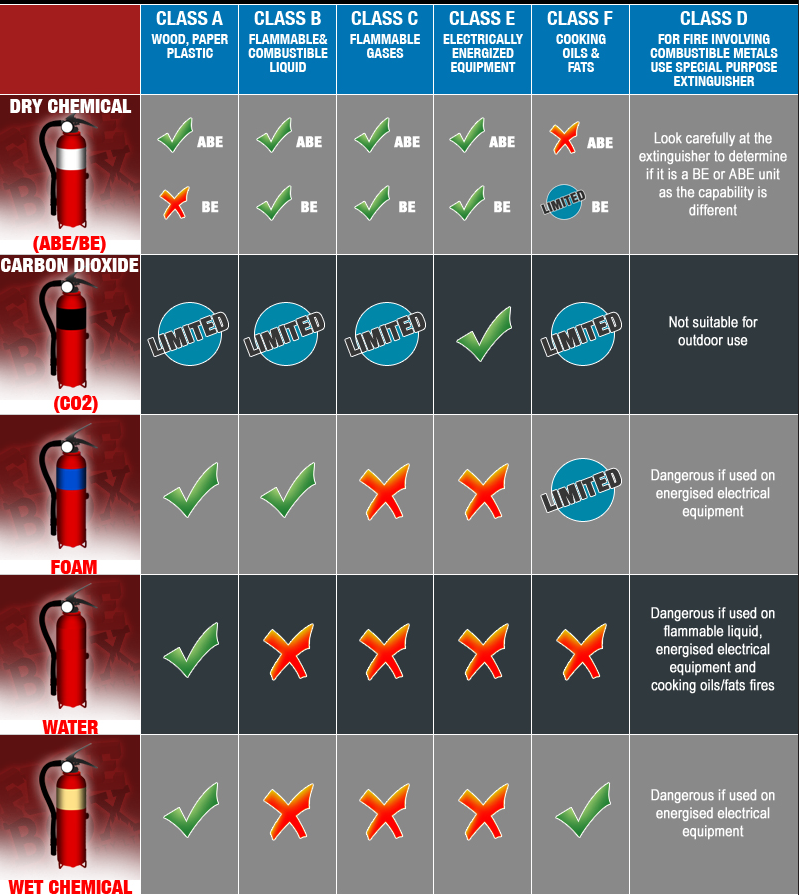 CLASS A
WOOD, PAPER
PLASTIC
CLASS B
FLAMMABLE&
COMBUSTIBLE
LIQUID
CLASS C
FLAMMABLE
GASES
CLASS E
ELECTRICALLY
ENERGIZED
EQUIPMENT
CLASS F
COOKING
OILS &
FATS
CLASS D
FOR FIRE INVOLVING
COMBUSTIBLE METALS
USE SPECIAL PURPOSE
EXTINGUISHER
DRY CHEMICAL
(ABE/BE)
ABE
ABE
ABE
ABE
ABE
BE
BE
BE
BE
LIMITED BE
Look carefully at the
extinguisher to determine
if it is a BE or ABE unit
as the capability is
different
CARBON DIOXIDE
(CO2)
LIMITED
LIMITED
LIMITED
LIMITED
Not suitable for
outdoor use
FOAM
LIMITED
Dangerous if used on
energised electrical
equipment
WATER
Dangerous if used on
flammable liquid,
energised electrical
equipment and
cooking oils/fats fires
WET CHEMICAL
Dangerous if used on
energised electrical
equipment